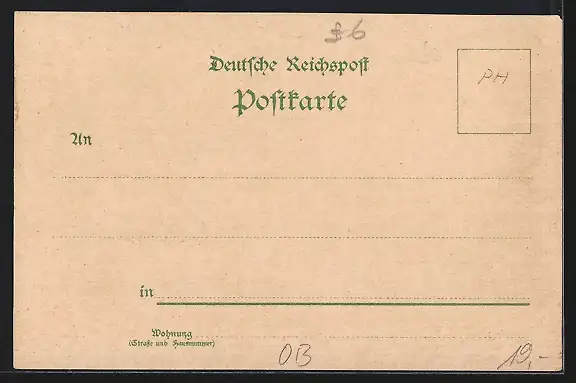 36
Deutsche Reichspost
Postkarte
PH
An
in
Wohnung
(Straße und Hausnummer)
OB
19,-